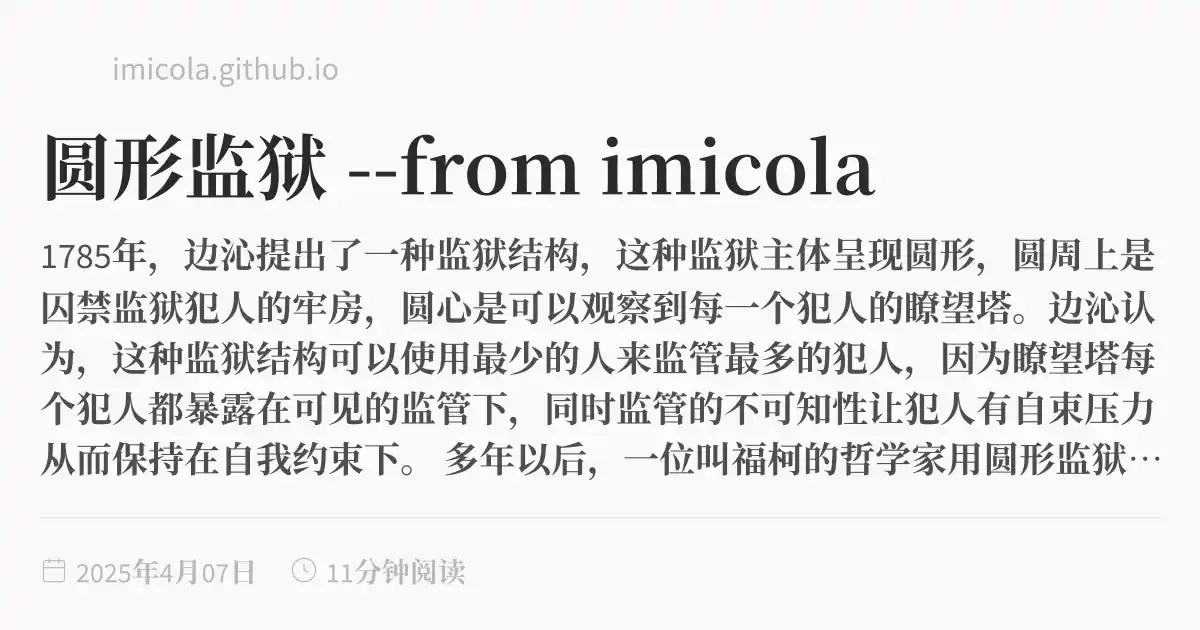 imicola.github.io
圆形监狱 --from imicola
1785年，边沁提出了一种监狱结构，这种监狱主体呈现圆形，圆周上是
囚禁监狱犯人的牢房，圆心是可以观察到每一个犯人的瞭望塔。边沁认
为，这种监狱结构可以使用最少的人来监管最多的犯人，因为瞭望塔每
个犯人都暴露在可见的监管下，同时监管的不可知性让犯人有自束压力
从而保持在自我约束下。 多年以后，一位叫福柯的哲学家用圆形监狱…
2025年4月07日 11分钟阅读